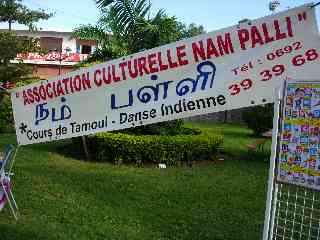 " ASSOCIATION CULTURELLE NAM PALLI "
நம் பள்ளி
Tél : 0692
39 39 68
* Cours de Tamoul - Danse Indienne